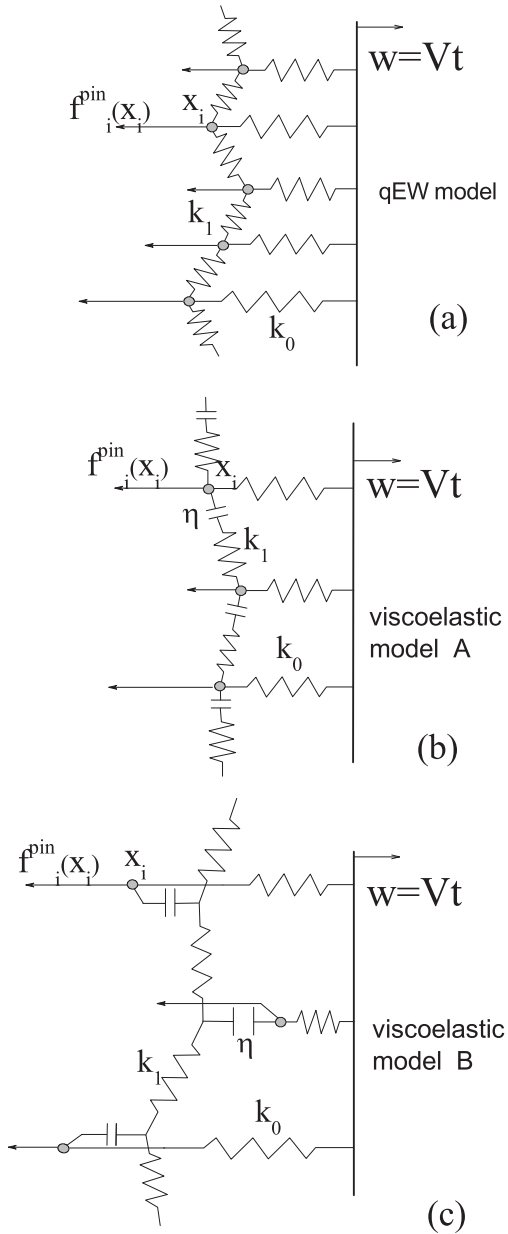 w=Vt
f^pin_i(x_i) x_i
qEW model
k_1
k_0
(a)
f^pin_i(x_i) x_i
w=Vt
η
k_1
viscoelastic
model A
k_0
(b)
f^pin_i(x_i) x_i
w=Vt
viscoelastic
model B
η
k_1
k_0
(c)